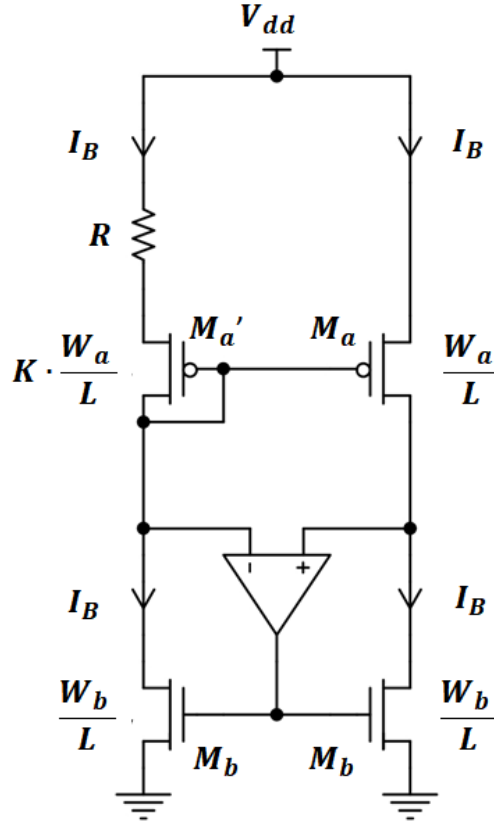 V_dd
I_B I_B
R
M_a' M_a
K · W_a/L W_a/L
- +
I_B I_B
W_b/L W_b/L
M_b M_b